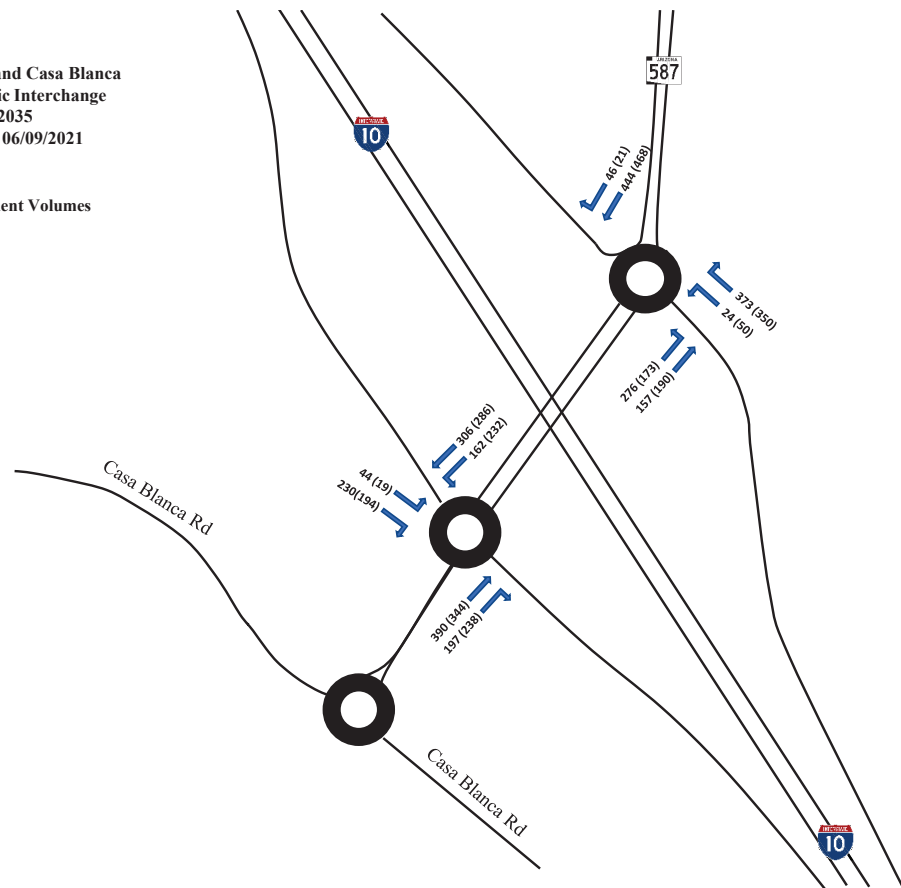 nd Casa Blanca
ic Interchange
2035
06/09/2021
ent Volumes
INTERSTATE
10
ARIZONA
587
46 (21)
444 (468)
373 (350)
24 (50)
276 (173)
157 (190)
306 (286)
162 (232)
44 (19)
230(194)
390 (344)
197 (238)
Casa Blanca Rd
Casa Blanca Rd
INTERSTATE
10